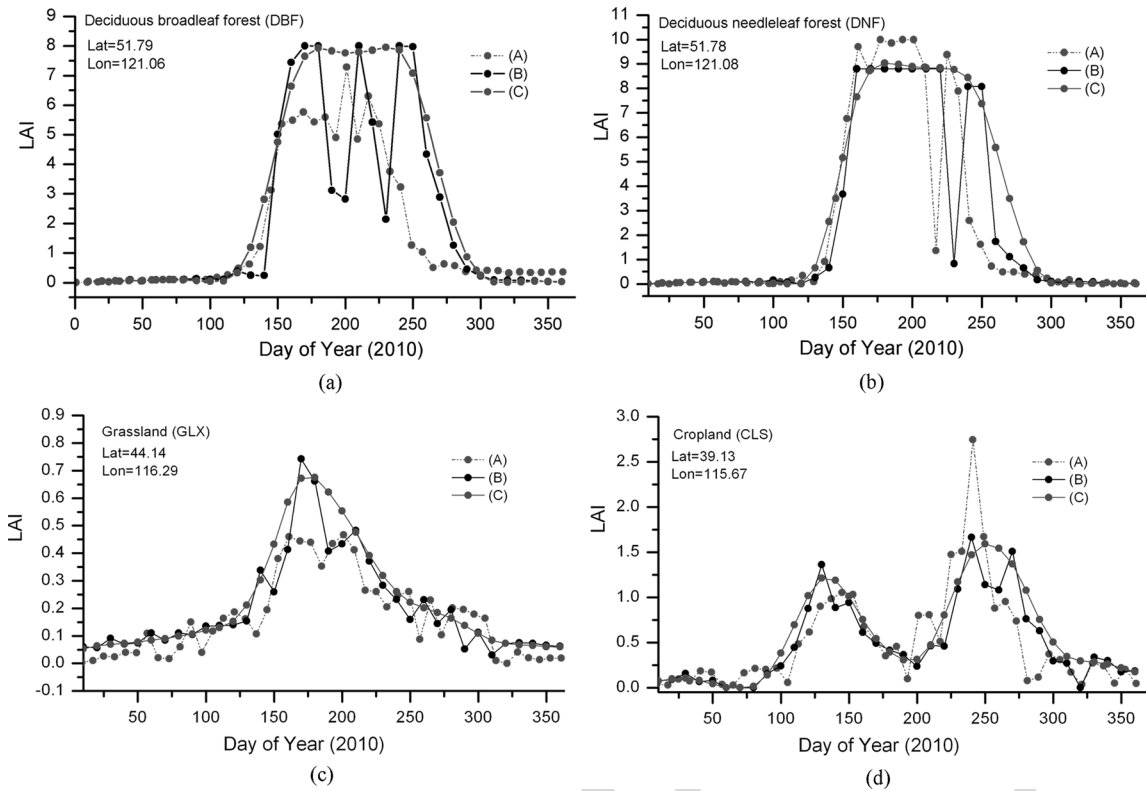 Deciduous broadleaf forest (DBF)
Lat=51.79
Lon=121.06
(A)
(B)
(C)
LAI
9
8
7
6
5
4
3
2
1
0
0 50 100 150 200 250 300 350
Day of Year (2010)
(a)
Deciduous needleleaf forest (DNF)
Lat=51.78
Lon=121.08
(A)
(B)
(C)
LAI
11
10
9
8
7
6
5
4
3
2
1
0
50 100 150 200 250 300 350
Day of Year (2010)
(b)
Grassland (GLX)
Lat=44.14
Lon=116.29
(A)
(B)
(C)
LAI
0.9
0.8
0.7
0.6
0.5
0.4
0.3
0.2
0.1
0.0
-0.1
50 100 150 200 250 300 350
Day of Year (2010)
(c)
Cropland (CLS)
Lat=39.13
Lon=115.67
(A)
(B)
(C)
LAI
3.0
2.5
2.0
1.5
1.0
0.5
0.0
50 100 150 200 250 300 350
Day of Year (2010)
(d)